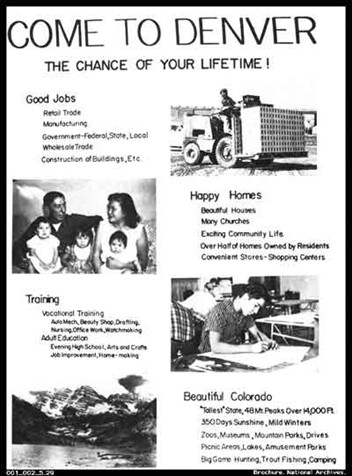 COME TO DENVER
THE CHANCE OF YOUR LIFETIME!
Good Jobs
Retail Trade
Manufacturing
Government-Federal, State, Local
Wholesale Trade
Construction of Buildings, Etc.
Happy Homes
Beautiful Houses
Many Churches
Exciting Community Life.
Over Half of Homes Owned by Residents
Convenient Stores-Shopping Centers
Training
Vocational Training
Auto Mech., Beauty Shop, Drafting,
Nursing, Office Work, Watchmaking
Adult Education
Evening High School, Arts and Crafts
Job Improvement, Home-making
Beautiful Colorado
"Tallest" State, 48 Mt. Peaks Over 14,000 Ft.
350 Days Sunshine, Mild Winters
Zoos, Museums, Mountain Parks, Drives
Picnic Areas, Lakes, Amusement Parks
Big Game Hunting, Trout Fishing, Camping
001_002_5.29
Brochure. National Archives.